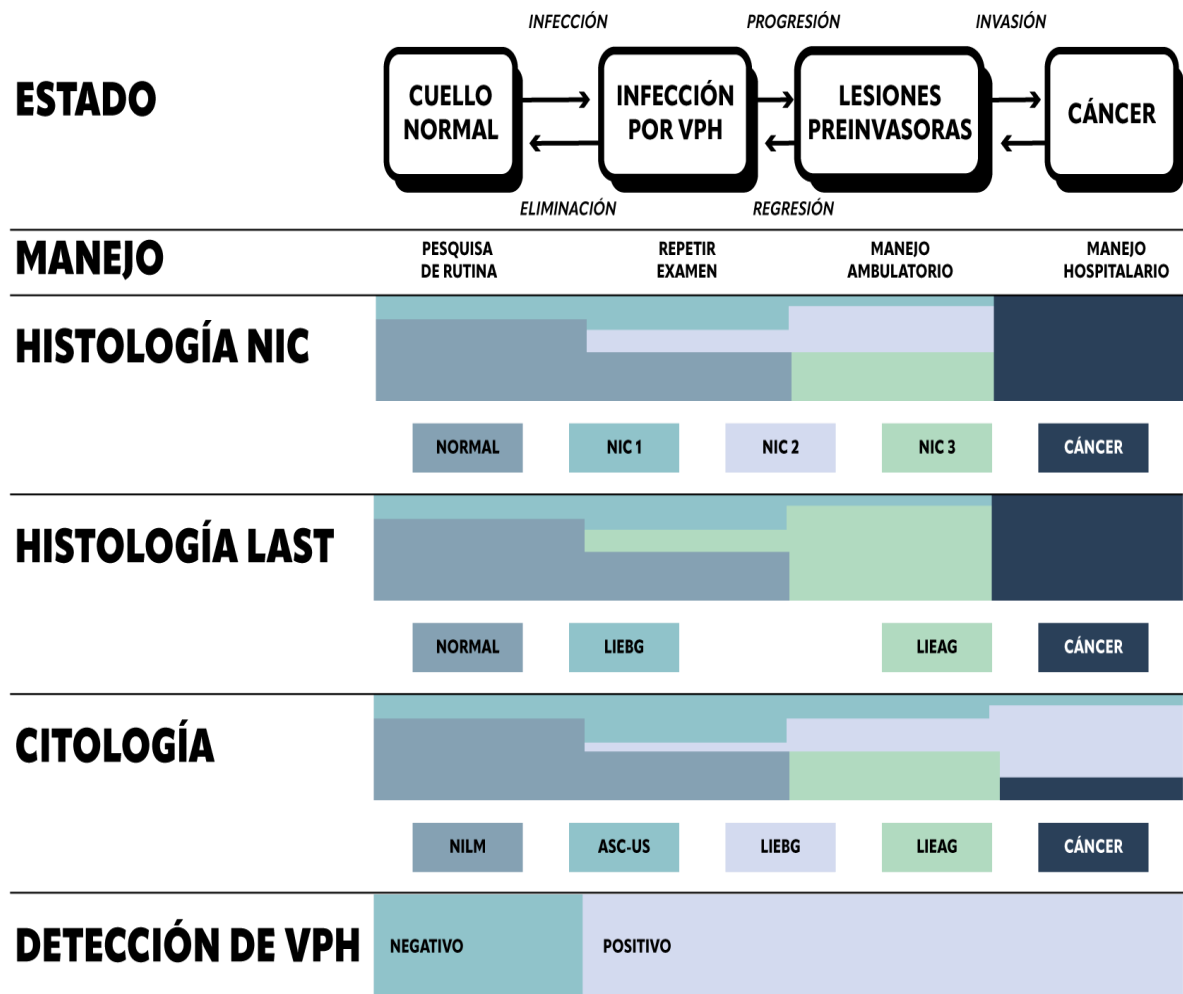 INFECCIÓN
PROGRESIÓN
INVASIÓN
ESTADO
CUELLO
NORMAL
INFECCIÓN
POR VPH
LESIONES
PREINVASORAS
CÁNCER
ELIMINACIÓN
REGRESIÓN
MANEJO
PESQUISA
DE RUTINA
REPETIR
EXAMEN
MANEJO
AMBULATORIO
MANEJO
HOSPITALARIO
HISTOLOGÍA NIC
NORMAL
NIC 1
NIC 2
NIC 3
CÁNCER
HISTOLOGÍA LAST
NORMAL
LIEBG
LIEAG
CÁNCER
CITOLOGÍA
NILM
ASC-US
LIEBG
LIEAG
CÁNCER
DETECCIÓN DE VPH
NEGATIVO
POSITIVO